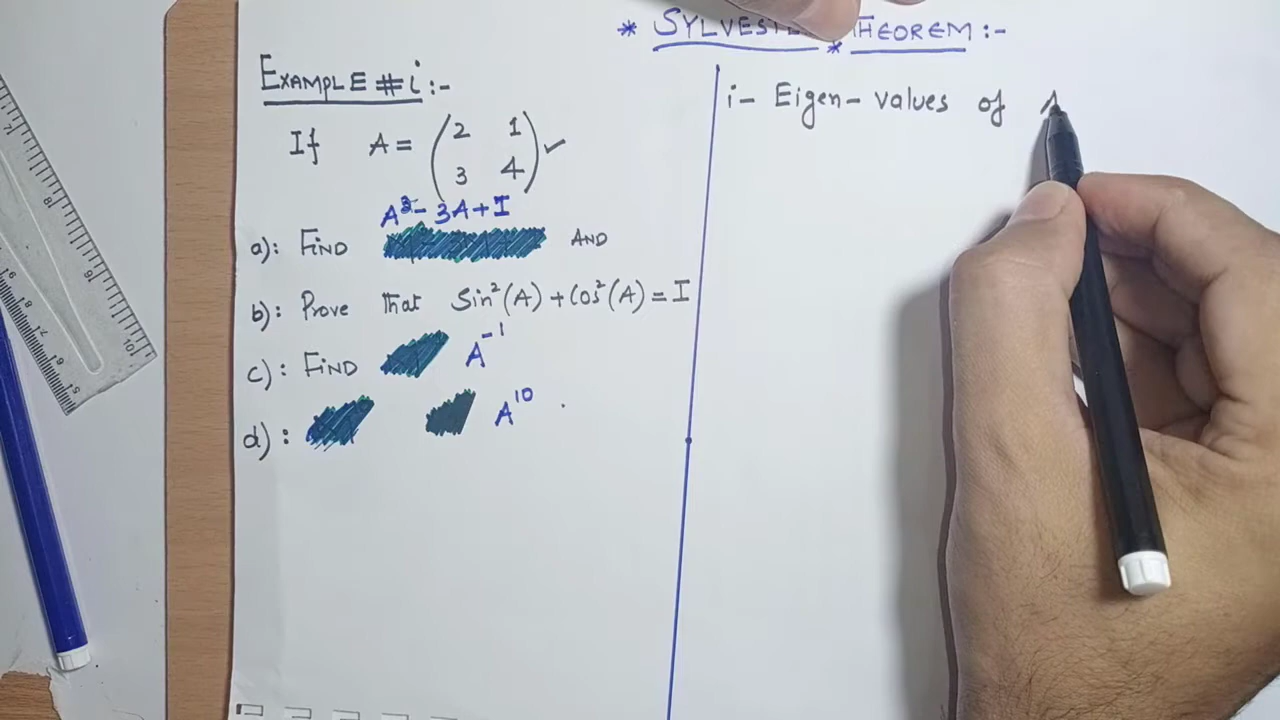 * SYLVESTE THEOREM :-
*
EXAMPLE # i :-
If A = (2 1
3 4) ✓
A² - 3A + I
a): FIND AND
b): PROVE that Sin²(A) + Cos²(A) = I
c): FIND A⁻¹
d): A¹⁰ .
i- Eigen-values of A